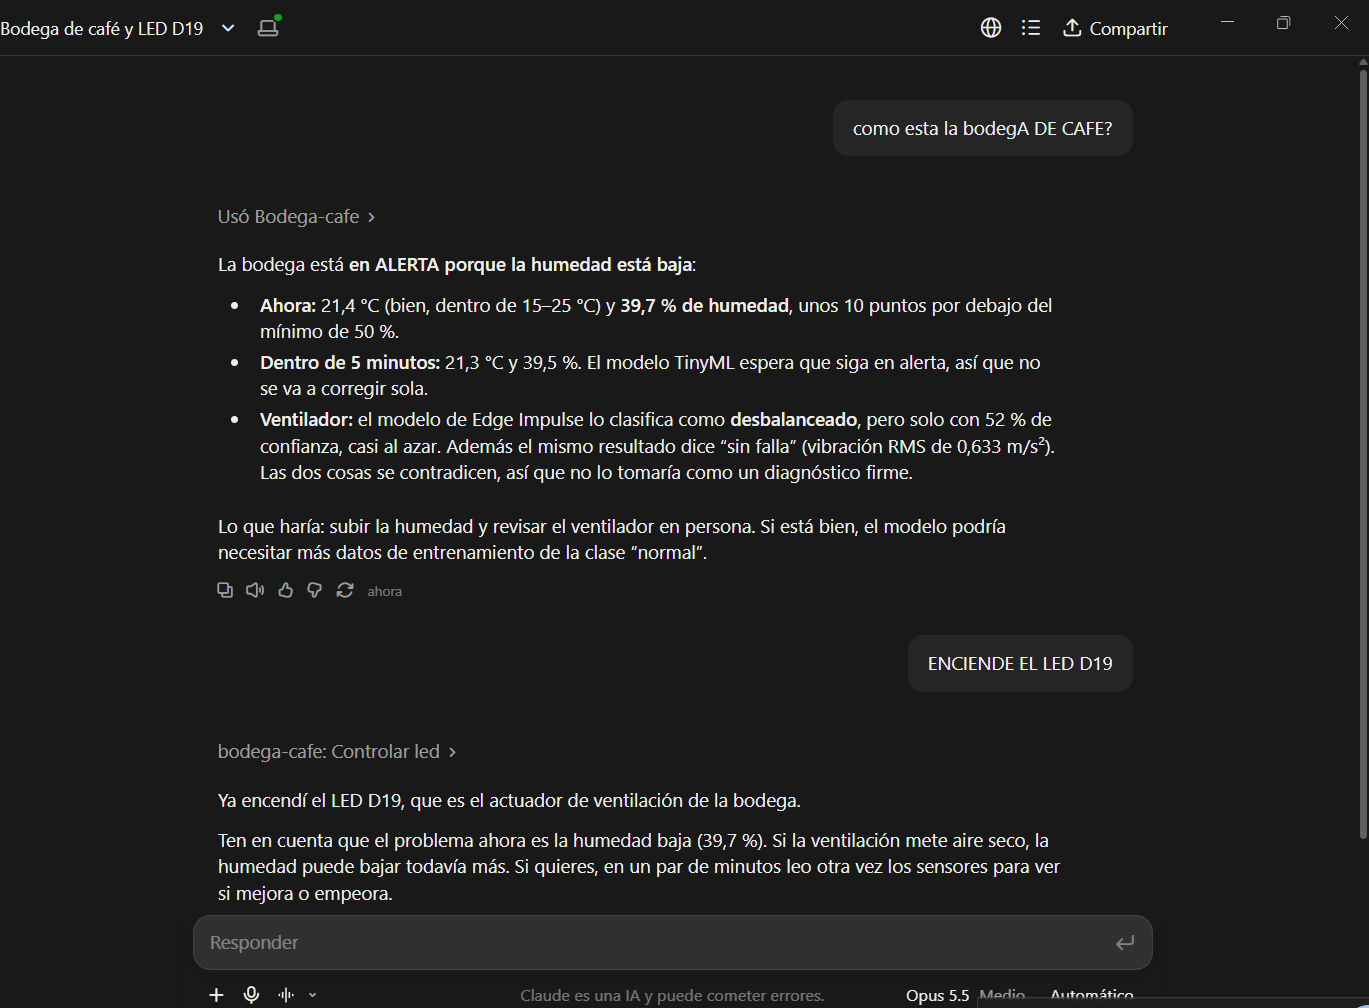 Bodega de café y LED D19
Compartir
como esta la bodegA DE CAFE?
Usó Bodega-cafe
La bodega está en ALERTA porque la humedad está baja:
• Ahora: 21,4 °C (bien, dentro de 15–25 °C) y 39,7 % de humedad, unos 10 puntos por debajo del
mínimo de 50 %.
• Dentro de 5 minutos: 21,3 °C y 39,5 %. El modelo TinyML espera que siga en alerta, así que no
se va a corregir sola.
• Ventilador: el modelo de Edge Impulse lo clasifica como desbalanceado, pero solo con 52 % de
confianza, casi al azar. Además el mismo resultado dice “sin falla” (vibración RMS de 0,633 m/s²).
Las dos cosas se contradicen, así que no lo tomaría como un diagnóstico firme.
Lo que haría: subir la humedad y revisar el ventilador en persona. Si está bien, el modelo podría
necesitar más datos de entrenamiento de la clase “normal”.
ahora
ENCIENDE EL LED D19
bodega-cafe: Controlar led
Ya encendí el LED D19, que es el actuador de ventilación de la bodega.
Ten en cuenta que el problema ahora es la humedad baja (39,7 %). Si la ventilación mete aire seco, la
humedad puede bajar todavía más. Si quieres, en un par de minutos leo otra vez los sensores para ver
si mejora o empeora.
Responder
Claude es una IA y puede cometer errores.
Opus 5.5 Medio
Automático